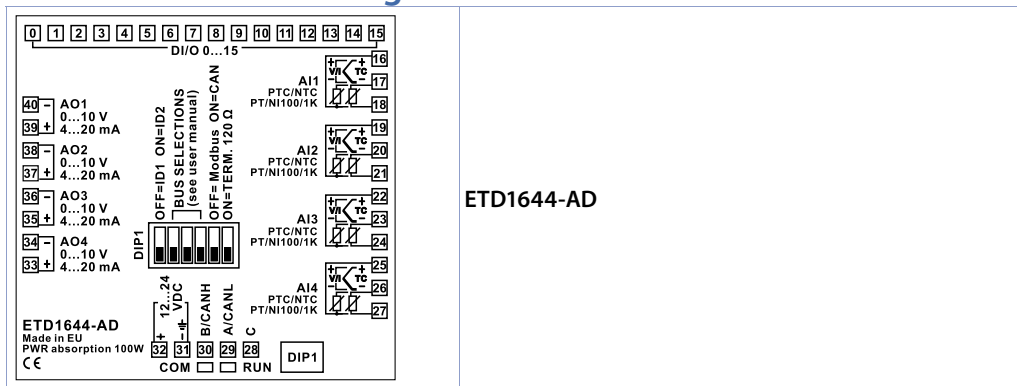 0 1 2 3 4 5 6 7 8 9 10 11 12 13 14 15
DI/O 0...15
16
+ V/I - + TC -
AI1
17
PTC/NTC
PT/NI100/1K
18
19
+ V/I - + TC -
AI2
20
PTC/NTC
PT/NI100/1K
21
22
+ V/I - + TC -
AI3
23
PTC/NTC
PT/NI100/1K
24
25
+ V/I - + TC -
AI4
26
PTC/NTC
PT/NI100/1K
27
40 - AO1
0...10 V
39 + 4...20 mA
38 - AO2
0...10 V
37 + 4...20 mA
36 - AO3
0...10 V
35 + 4...20 mA
34 - AO4
0...10 V
33 + 4...20 mA
OFF=ID1 ON=ID2
BUS SELECTIONS
(see user manual)
OFF= Modbus ON=CAN
ON=TERM. 120 Ω
DIP1
12...24
VDC
+ -
B/CANH
A/CANL
C
ETD1644-AD
Made in EU
PWR absorption 100W
CE
32 31 30 29 28
COM RUN
DIP1
ETD1644-AD